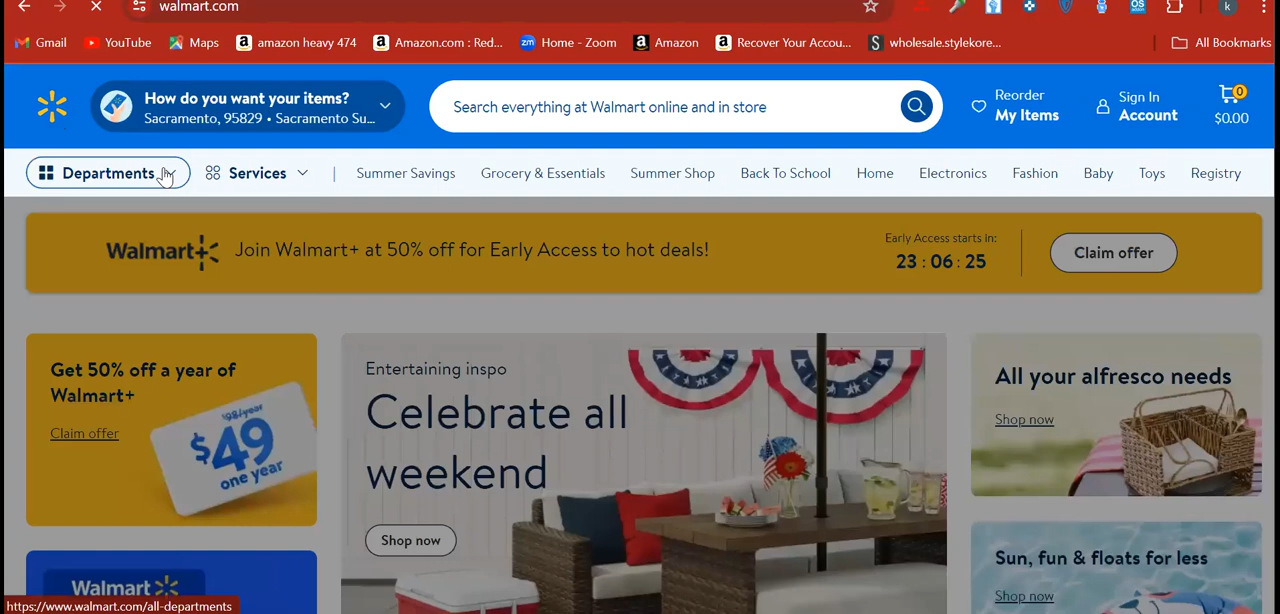 walmart.com
Gmail
YouTube
Maps
amazon heavy 474
Amazon.com : Red...
Home - Zoom
Amazon
Recover Your Accou...
wholesale.stylekore...
All Bookmarks
How do you want your items?
Sacramento, 95829 • Sacramento Su...
Search everything at Walmart online and in store
Reorder
My Items
Sign In
Account
0
$0.00
Departments
Services
Summer Savings
Grocery & Essentials
Summer Shop
Back To School
Home
Electronics
Fashion
Baby
Toys
Registry
Walmart+
Join Walmart+ at 50% off for Early Access to hot deals!
Early Access starts in:
23 : 06 : 25
Claim offer
Get 50% off a year of
Walmart+
Claim offer
$98/year
$49
one year
Walmart
Entertaining inspo
Celebrate all
weekend
Shop now
All your alfresco needs
Shop now
Sun, fun & floats for less
Shop now
https://www.walmart.com/all-departments